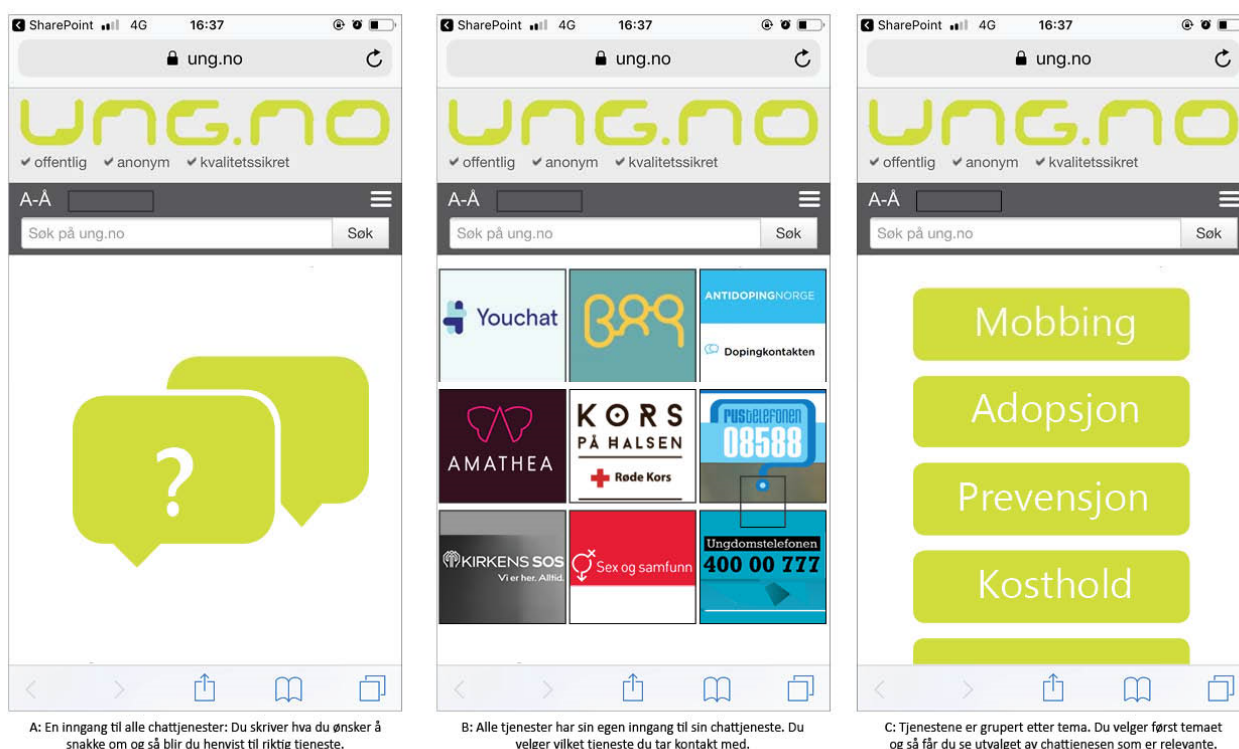 SharePoint 4G 16:37
ung.no
ung.no
offentlig anonym kvalitetssikret
A-Å
Søk på ung.no Søk
?
A: En inngang til alle chattjenester: Du skriver hva du ønsker å
snakke om og så blir du henvist til riktig tjeneste.
SharePoint 4G 16:37
ung.no
ung.no
offentlig anonym kvalitetssikret
A-Å
Søk på ung.no Søk
Youchat
ANTIDOPINGNORGE
Dopingkontakten
AMATHEA
KORS
PÅ HALSEN
Røde Kors
RUSTELEFONEN
08588
KIRKENS SOS
Vi er her. Alltid.
Sex og samfunn
Ungdomstelefonen
400 00 777
B: Alle tjenester har sin egen inngang til sin chattjeneste. Du
velger vilket tjeneste du tar kontakt med.
SharePoint 4G 16:37
ung.no
ung.no
offentlig anonym kvalitetssikret
A-Å
Søk på ung.no Søk
Mobbing
Adopsjon
Prevensjon
Kosthold
C: Tjenestene er grupert etter tema. Du velger først temaet
og så får du se utvalget av chattjenesn som er relevante.